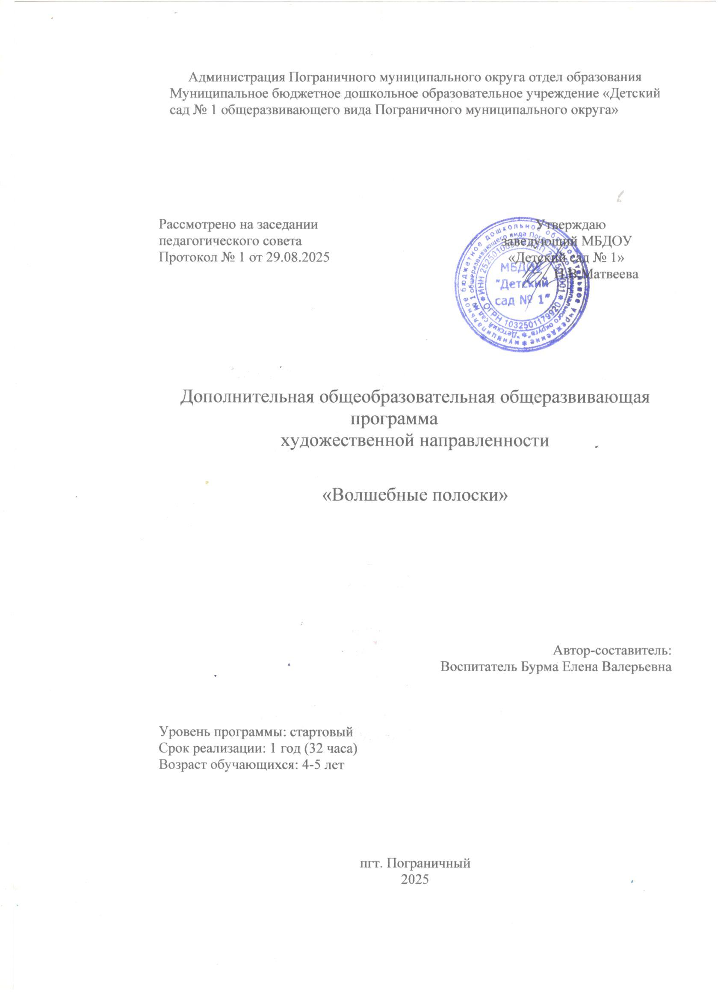 Администрация Пограничного муниципального округа отдел образования
Муниципальное бюджетное дошкольное образовательное учреждение «Детский
сад № 1 общеразвивающего вида Пограничного муниципального округа»
Рассмотрено на заседании
педагогического совета
Протокол № 1 от 29.08.2025
Утверждаю
заведующий МБДОУ
«Детский сад № 1»
Н.В.Матвеева
муниципальное бюджетное дошкольное образовательное учреждение
"Детский сад № 1 общеразвивающего вида Пограничного муниципального округа"
ИНН
ОГРН 1032501179920
МБДОУ
"Детский
сад № 1"
Дополнительная общеобразовательная общеразвивающая
программа
художественной направленности
«Волшебные полоски»
Автор-составитель:
Воспитатель Бурма Елена Валерьевна
Уровень программы: стартовый
Срок реализации: 1 год (32 часа)
Возраст обучающихся: 4-5 лет
пгт. Пограничный
2025